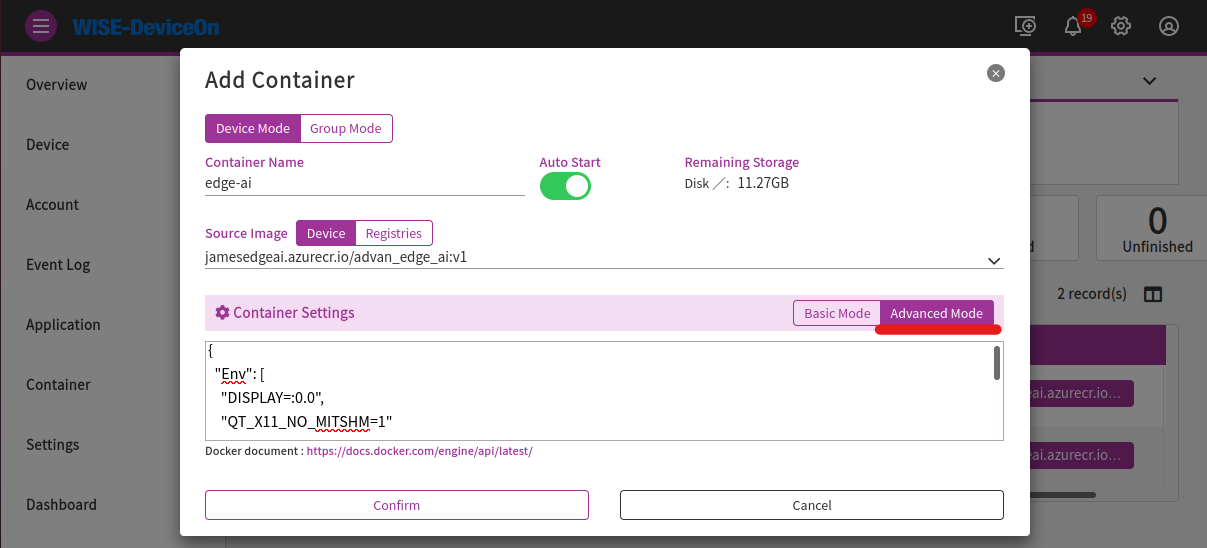 WISE-DeviceOn
19
Overview
Device
Account
Event Log
Application
Container
Settings
Dashboard
Add Container
Device Mode
Group Mode
Container Name
Auto Start
Remaining Storage
edge-ai
Disk ／: 11.27GB
Source Image
Device
Registries
jamesedgeai.azurecr.io/advan_edge_ai:v1
Container Settings
Basic Mode
Advanced Mode
{
"Env": [
"DISPLAY=:0.0",
"QT_X11_NO_MITSHM=1"
Docker document : https://docs.docker.com/engine/api/latest/
Confirm
Cancel
0
Unfinished
2 record(s)
eai.azurecr.io...
eai.azurecr.io...